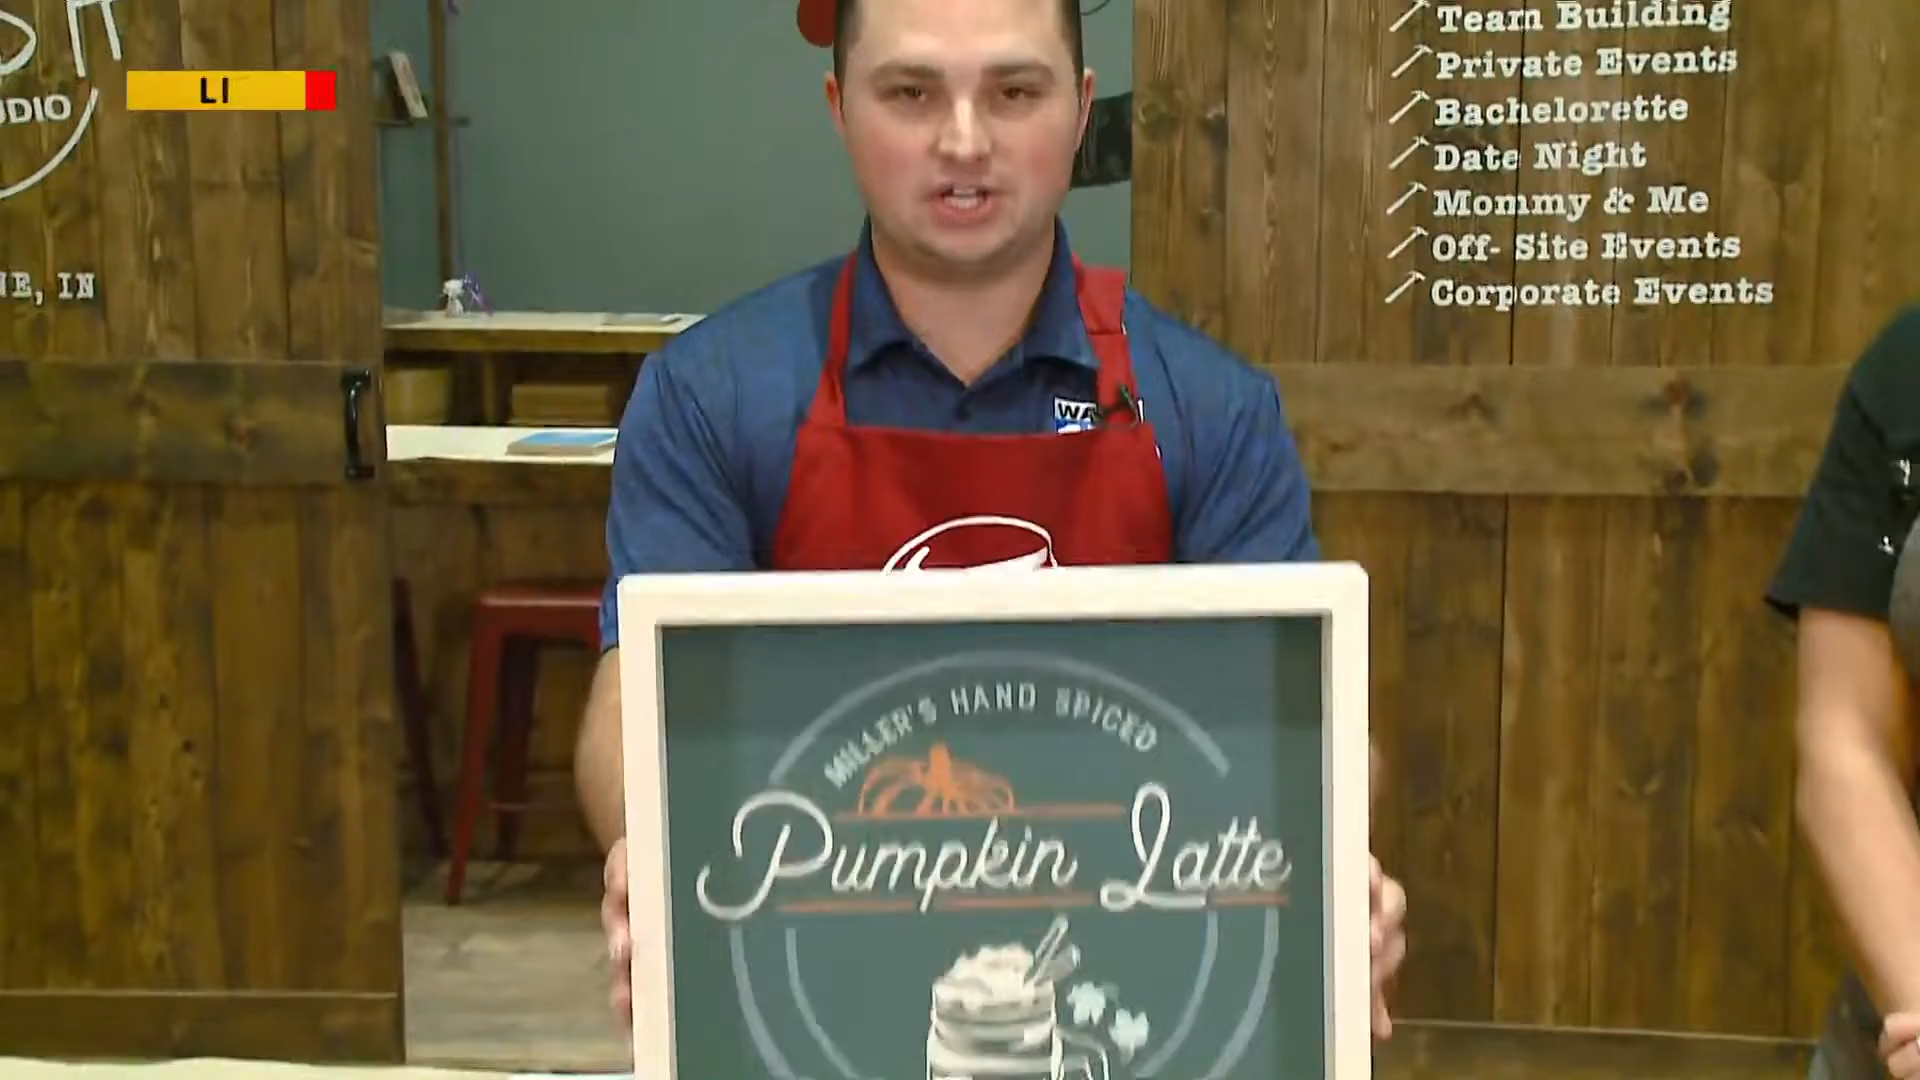 LI
UDIO
NE, IN
Team Building
Private Events
Bachelorette
Date Night
Mommy & Me
Off- Site Events
Corporate Events
WA
MILLER'S HAND SPICED
Pumpkin Latte